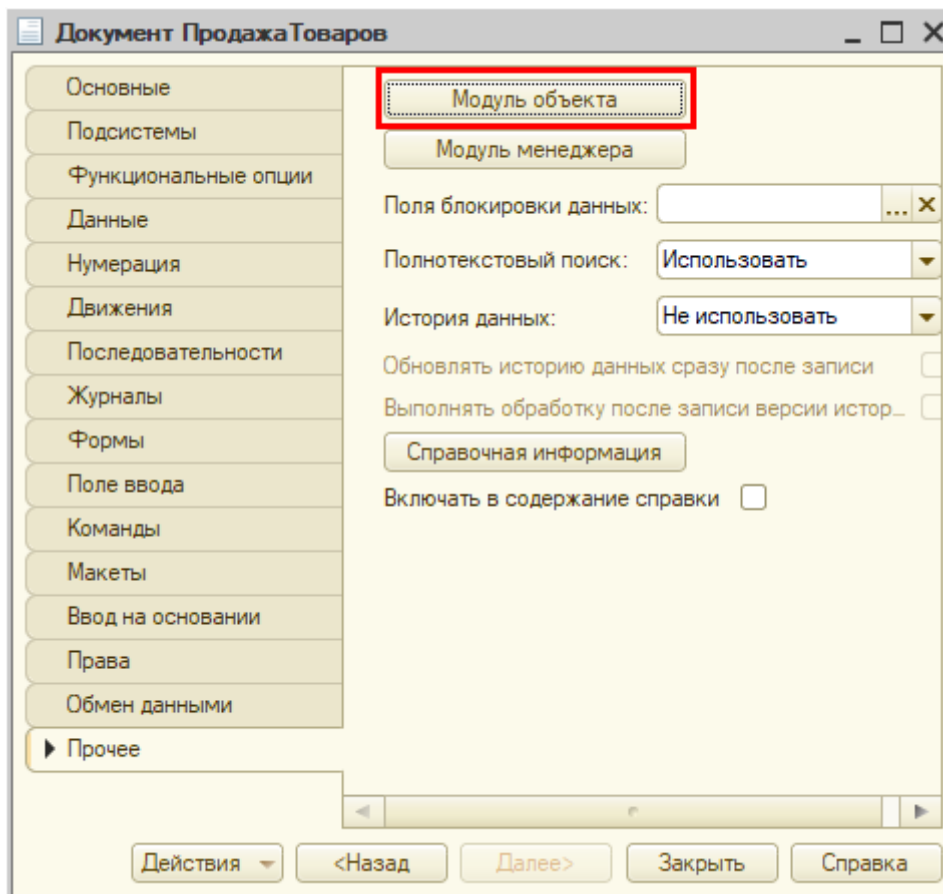 Документ ПродажаТоваров
Основные
Подсистемы
Функциональные опции
Данные
Нумерация
Движения
Последовательности
Журналы
Формы
Поле ввода
Команды
Макеты
Ввод на основании
Права
Обмен данными
Прочее
Модуль объекта
Модуль менеджера
Поля блокировки данных: ...
Полнотекстовый поиск: Использовать
История данных: Не использовать
Обновлять историю данных сразу после записи
Выполнять обработку после записи версии истор...
Справочная информация
Включать в содержание справки
Действия <Назад Далее> Закрыть Справка